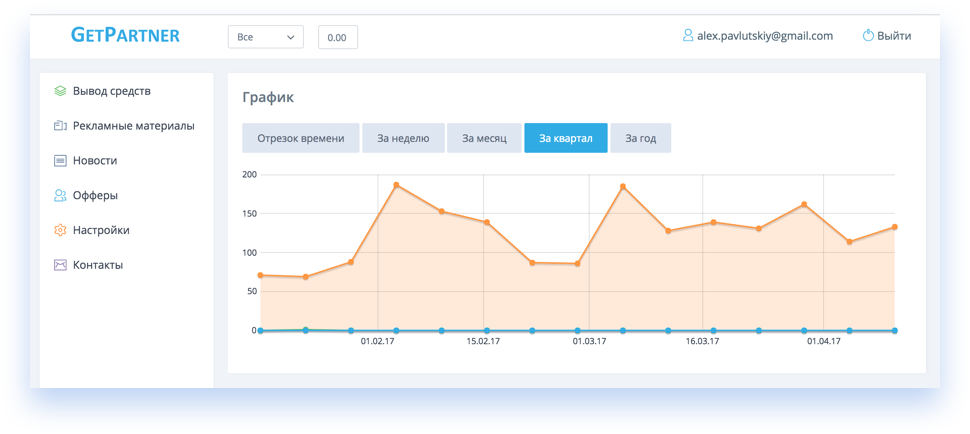 GETPARTNER
Все
0.00
alex.pavlutskiy@gmail.com
Выйти
Вывод средств
Рекламные материалы
Новости
Офферы
Настройки
Контакты
График
Отрезок времени
За неделю
За месяц
За квартал
За год
200
150
100
50
0
01.02.17
15.02.17
01.03.17
16.03.17
01.04.17